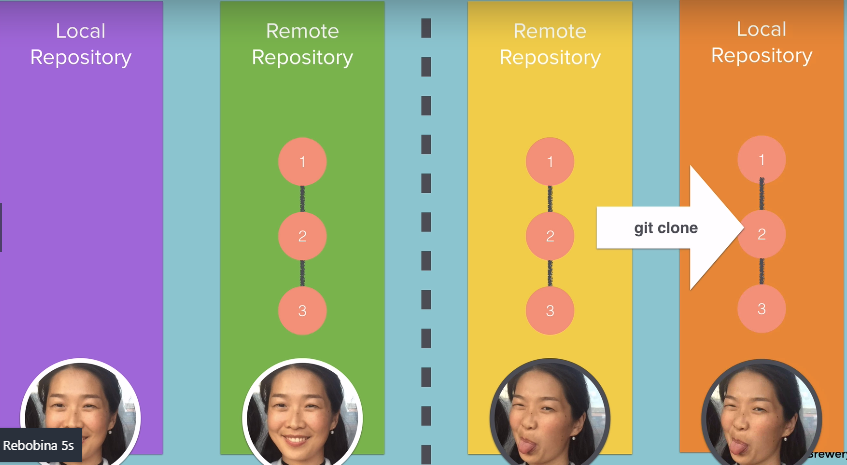 Local
Repository
Remote
Repository
1
2
3
Remote
Repository
1
2
3
git clone
Local
Repository
1
2
3
Rebobina 5s